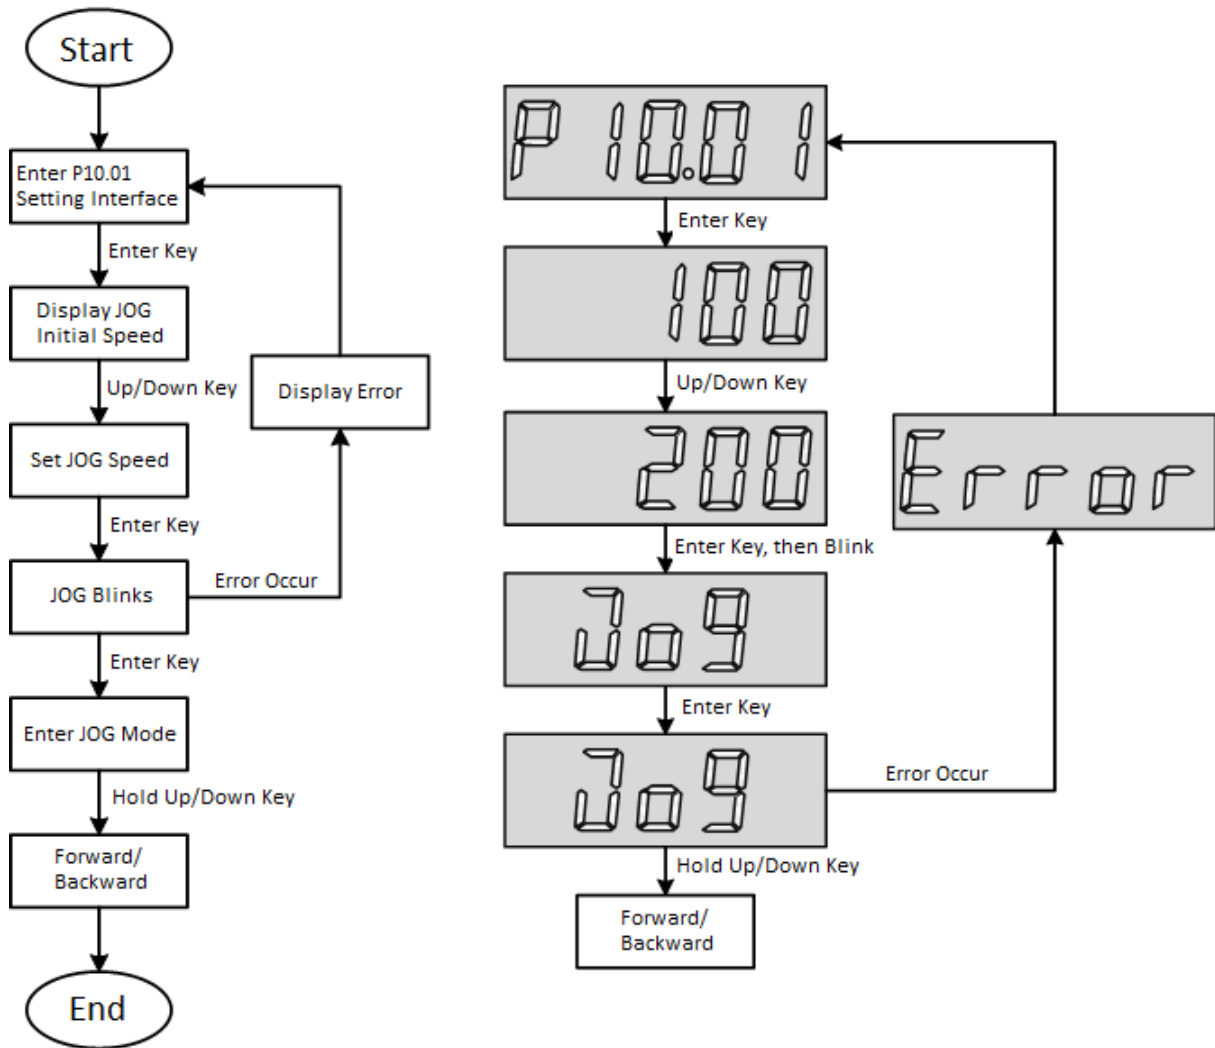 Start
Enter P10.01
Setting Interface
Enter Key
Display JOG
Initial Speed
Up/Down Key
Display Error
Set JOG Speed
Enter Key
JOG Blinks
Error Occur
Enter Key
Enter JOG Mode
Hold Up/Down Key
Forward/
Backward
End
P10.01
Enter Key
100
Up/Down Key
200
Enter Key, then Blink
Jog
Enter Key
Jog
Error Occur
Error
Hold Up/Down Key
Forward/
Backward